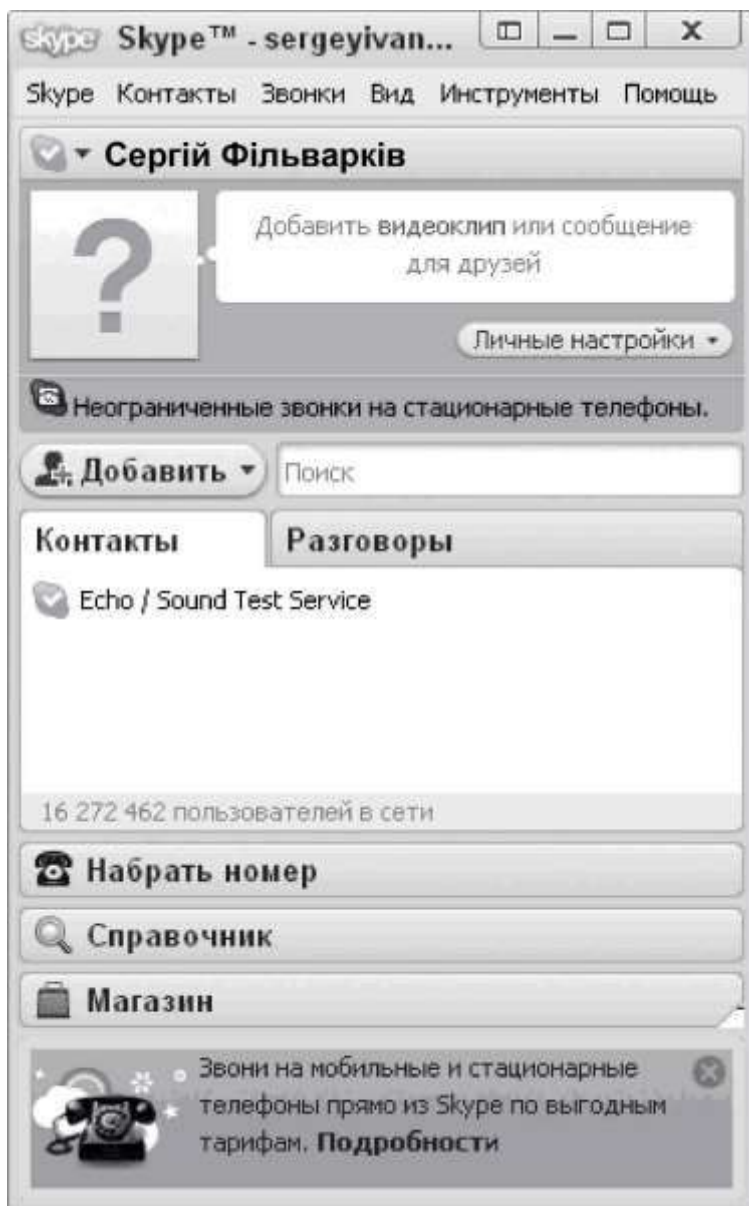 skype Skype™ - sergeyivan...
Skype Контакты Звонки Вид Инструменты Помощь
Сергій Фільварків
?
Добавить видеоклип или сообщение
для друзей
Личные настройки
Неограниченные звонки на стационарные телефоны.
Добавить Поиск
Контакты Разговоры
Echo / Sound Test Service
16 272 462 пользователей в сети
Набрать номер
Справочник
Магазин
Звони на мобильные и стационарные
телефоны прямо из Skype по выгодным
тарифам. Подробности